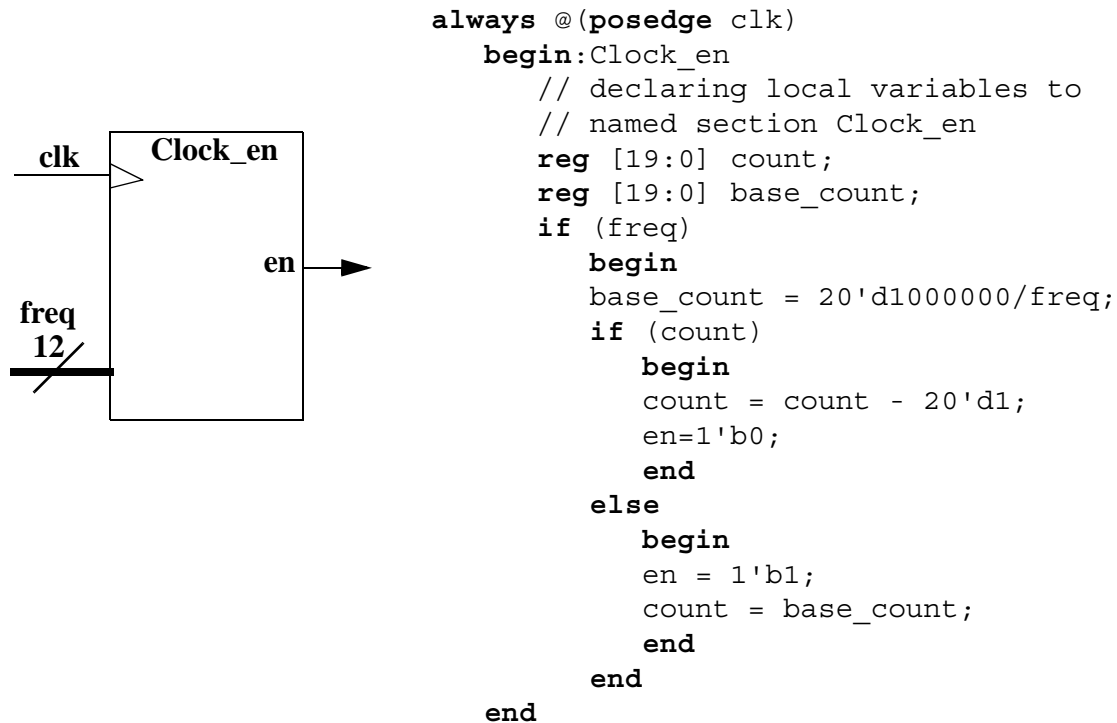 clk
Clock_en
en
freq
12
always @(posedge clk)
begin:Clock_en
// declaring local variables to
// named section Clock_en
reg [19:0] count;
reg [19:0] base_count;
if (freq)
begin
base_count = 20'd1000000/freq;
if (count)
begin
count = count - 20'd1;
en=1'b0;
end
else
begin
en = 1'b1;
count = base_count;
end
end
end